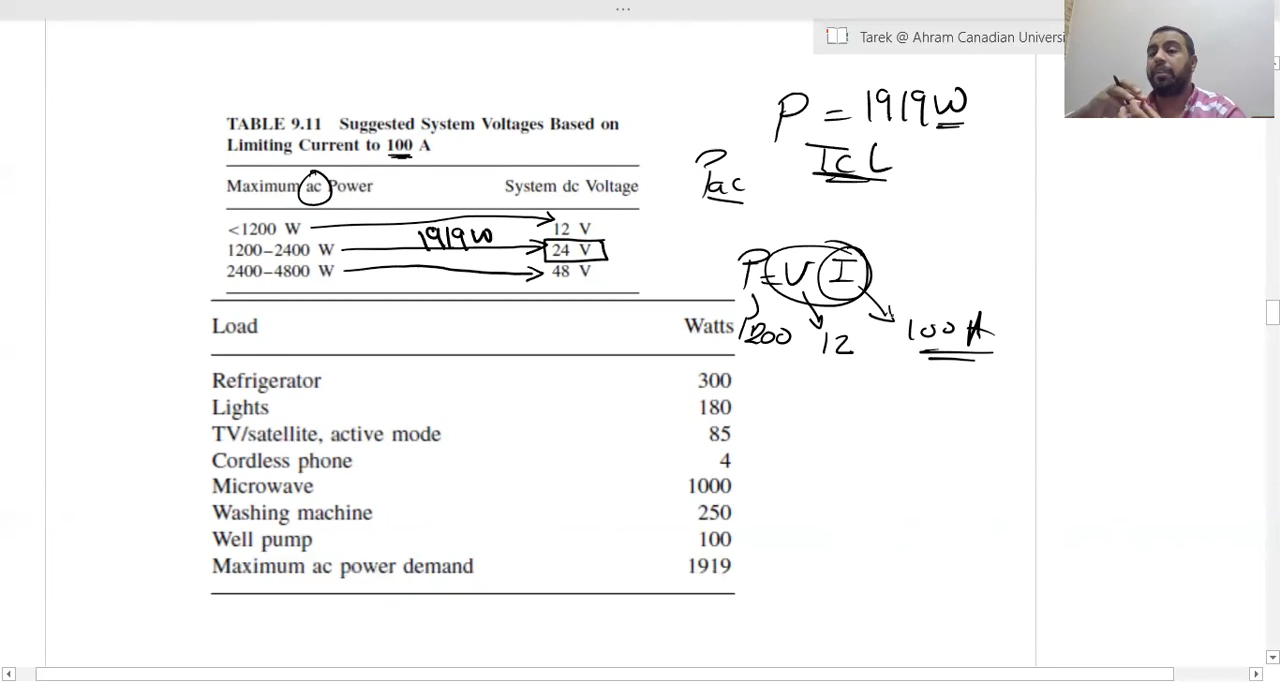 Tarek @ Ahram Canadian Universi
TABLE 9.11 Suggested System Voltages Based on
Limiting Current to 100 A
Maximum ac Power System dc Voltage
<1200 W 12 V
1200–2400 W 1919 W 24 V
2400–4800 W 48 V
Load Watts
Refrigerator 300
Lights 180
TV/satellite, active mode 85
Cordless phone 4
Microwave 1000
Washing machine 250
Well pump 100
Maximum ac power demand 1919
P = 1919 W
ICL
Pac
P = V I
1200 12 100 A